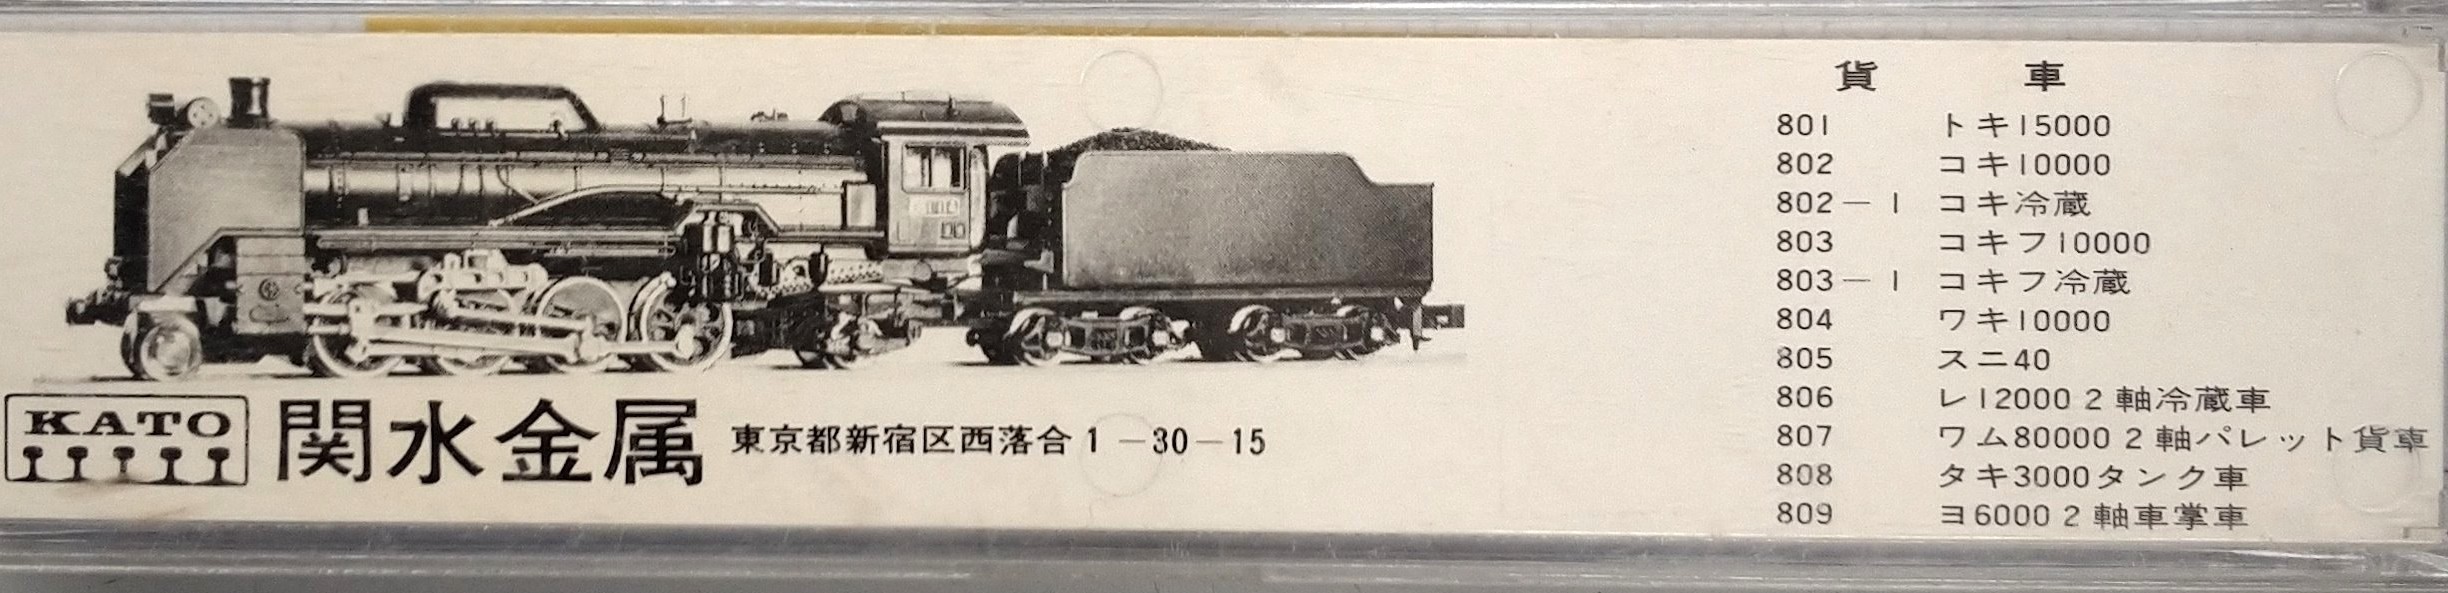 貨 車
801 トキ15000
802 コキ10000
802－1 コキ冷蔵
803 コキフ10000
803－1 コキフ冷蔵
804 ワキ10000
805 スニ40
806 レ12000 2軸冷蔵車
807 ワム80000 2軸パレット貨車
808 タキ3000タンク車
809 ヨ6000 2軸車掌車
KATO 関水金属 東京都新宿区西落合1－30－15